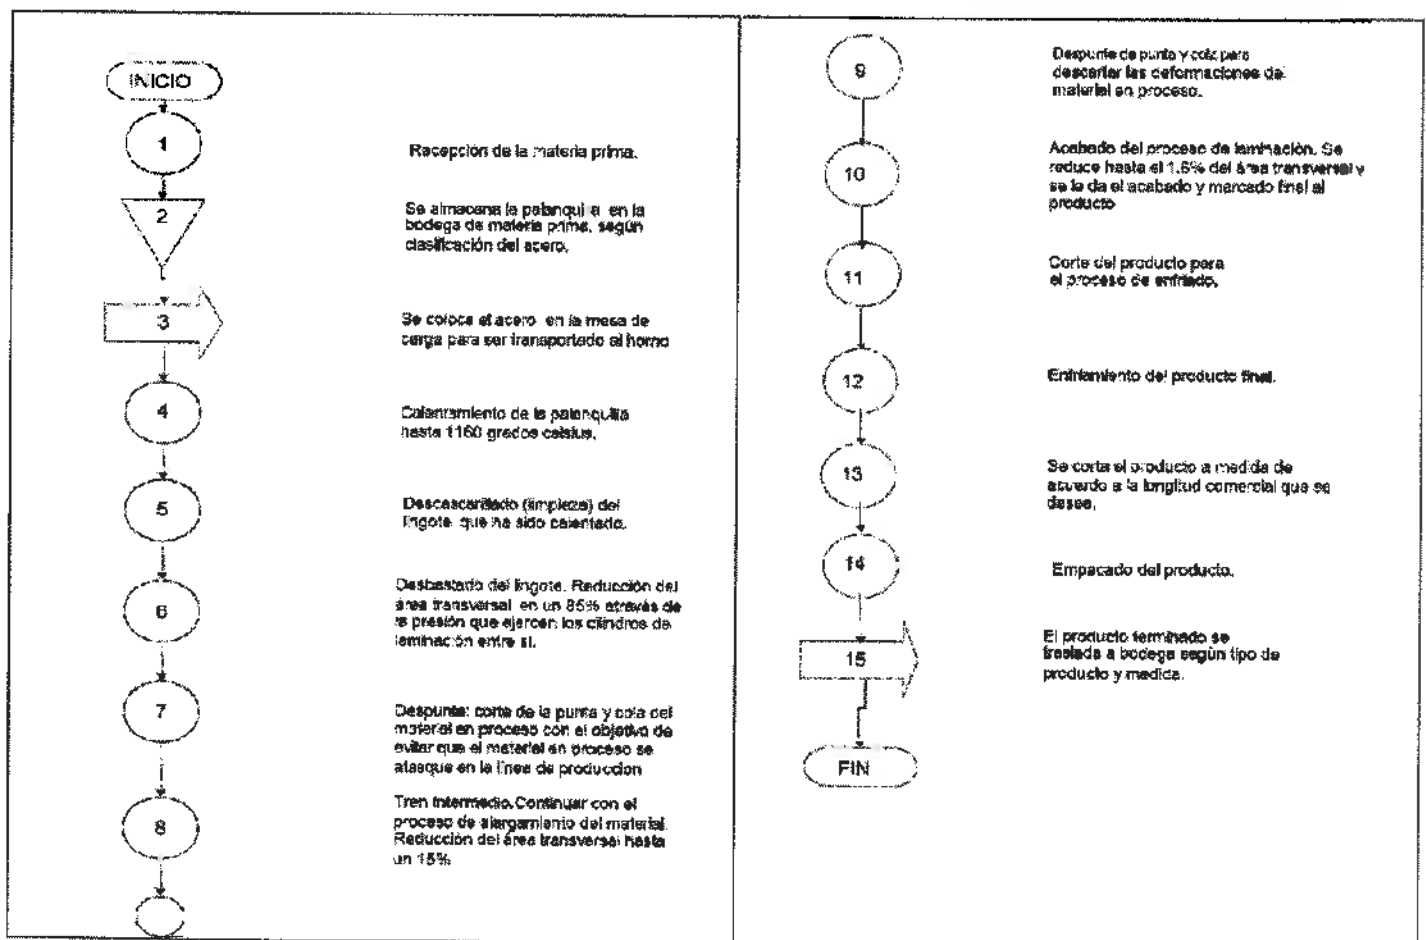 INICIO
1
Recepción de la materia prima.
2
Se almacena la palanquilla en la
bodega de materia prima, según
clasificación del acero.
3
Se coloca el acero en la mesa de
carga para ser transportado al horno
4
Calentamiento de la palanquilla
hasta 1160 grados celsius.
5
Descascarillado (limpieza) del
lingote que ha sido calentado.
6
Desbastado del lingote. Reducción del
área transversal en un 85% através de
la presión que ejercen los cilindros de
laminación entre si.
7
Despunte: corte de la punta y cola del
material en proceso con el objetivo de
evitar que el material en proceso se
atasque en la línea de produccion
8
Tren Intermedio. Continuar con el
proceso de alargamiento del material.
Reducción del área transversal hasta
un 15%
9
Despunte de punta y cola para
descartar las deformaciones del
material en proceso.
10
Acabado del proceso de laminación. Se
reduce hasta el 1.6% del área transversal y
se le da el acabado y marcado final al
producto
11
Corte del producto para
el proceso de enfriado.
12
Enfriamiento del producto final.
13
Se corta el producto a medida de
acuerdo a la longitud comercial que se
desea.
14
Empacado del producto.
15
El producto terminado se
traslada a bodega según tipo de
producto y medida.
FIN